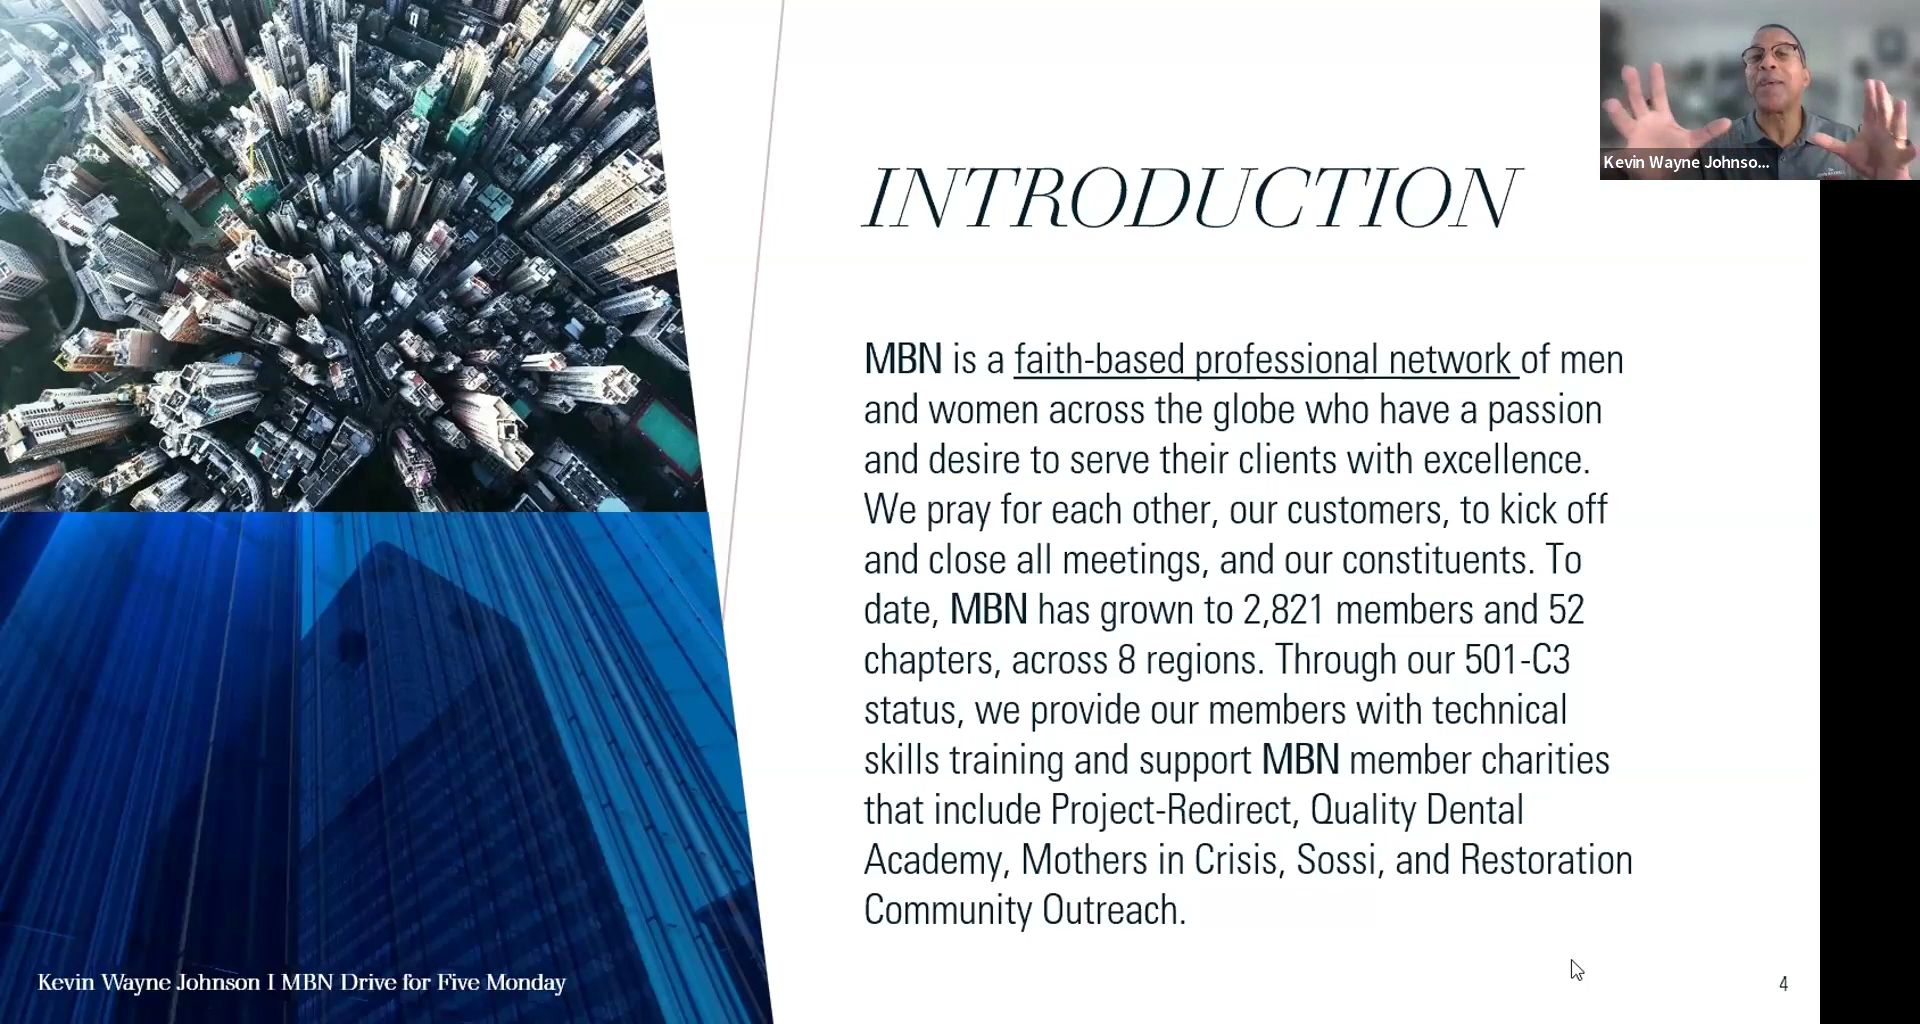 Kevin Wayne Johnso...
INTRODUCTION
MBN is a faith-based professional network of men
and women across the globe who have a passion
and desire to serve their clients with excellence.
We pray for each other, our customers, to kick off
and close all meetings, and our constituents. To
date, MBN has grown to 2,821 members and 52
chapters, across 8 regions. Through our 501-C3
status, we provide our members with technical
skills training and support MBN member charities
that include Project-Redirect, Quality Dental
Academy, Mothers in Crisis, Sossi, and Restoration
Community Outreach.
Kevin Wayne Johnson I MBN Drive for Five Monday
4